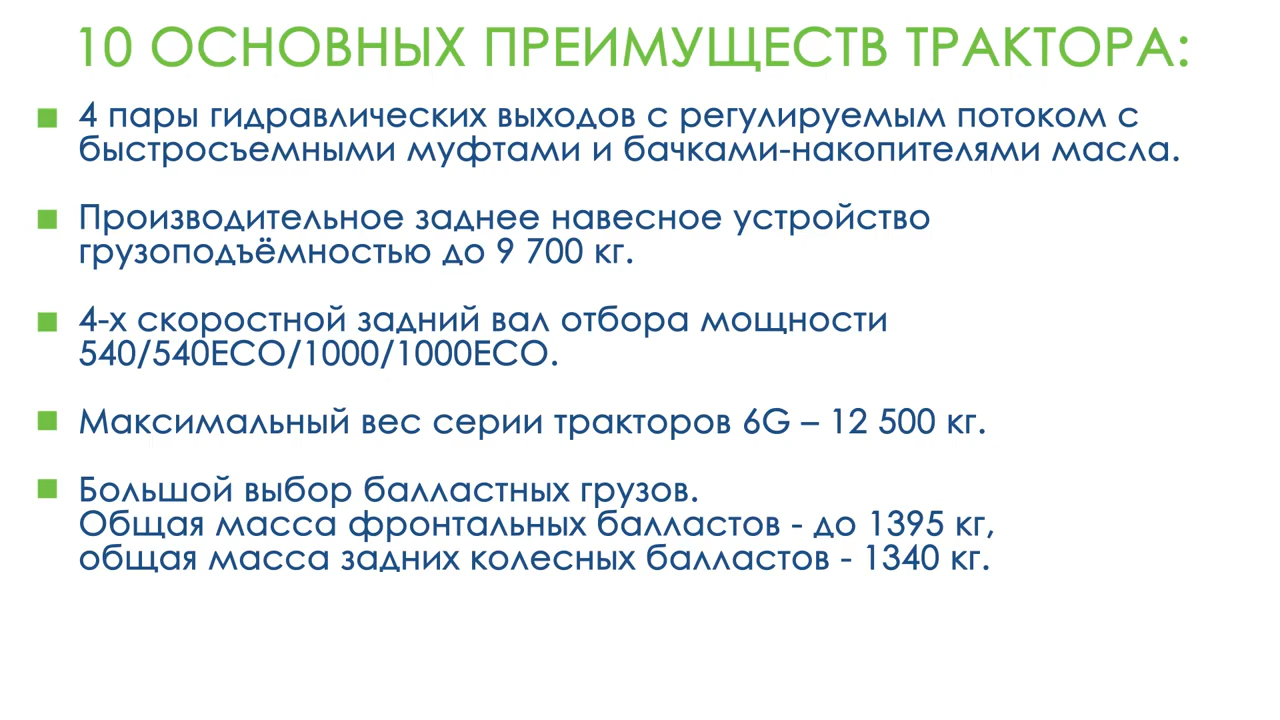 10 ОСНОВНЫХ ПРЕИМУЩЕСТВ ТРАКТОРА:
4 пары гидравлических выходов с регулируемым потоком с
быстросъемными муфтами и бачками-накопителями масла.
Производительное заднее навесное устройство
грузоподъёмностью до 9 700 кг.
4-х скоростной задний вал отбора мощности
540/540ECO/1000/1000ECO.
Максимальный вес серии тракторов 6G – 12 500 кг.
Большой выбор балластных грузов.
Общая масса фронтальных балластов - до 1395 кг,
общая масса задних колесных балластов - 1340 кг.